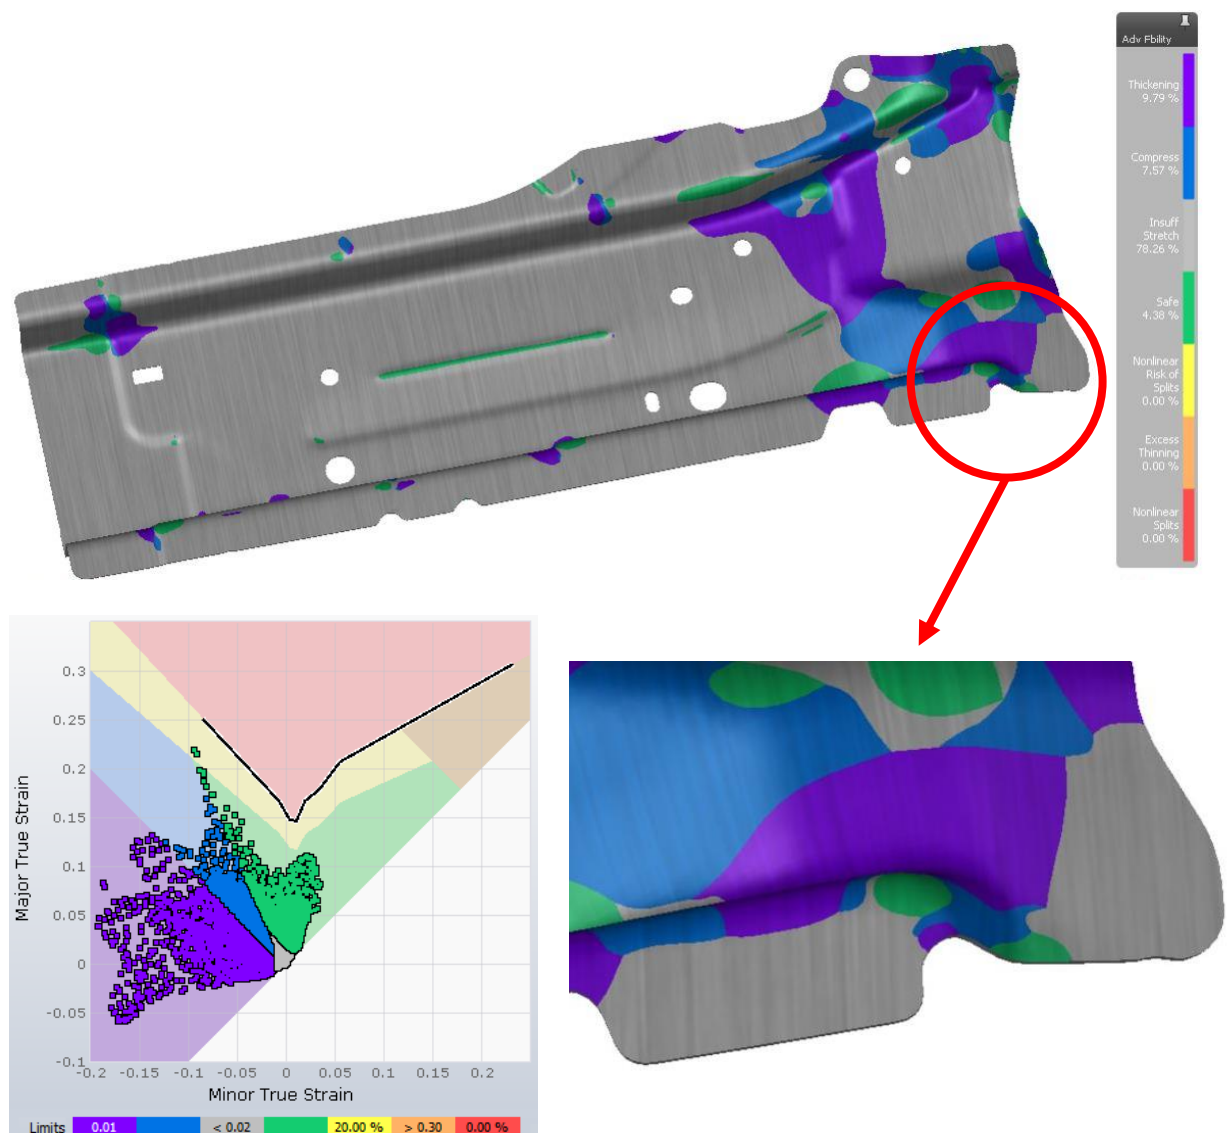 Adv Fbility
Thickening
9.79 %
Compress
7.57 %
Insuff
Stretch
78.26 %
Safe
4.38 %
Nonlinear
Risk of
Splits
0.00 %
Excess
Thinning
0.00 %
Nonlinear
Splits
0.00 %
Major True Strain
0.3
0.25
0.2
0.15
0.1
0.05
0
-0.05
-0.1
-0.2 -0.15 -0.1 -0.05 0 0.05 0.1 0.15 0.2
Minor True Strain
Limits 0.01 < 0.02 20.00 % > 0.30 0.00 %